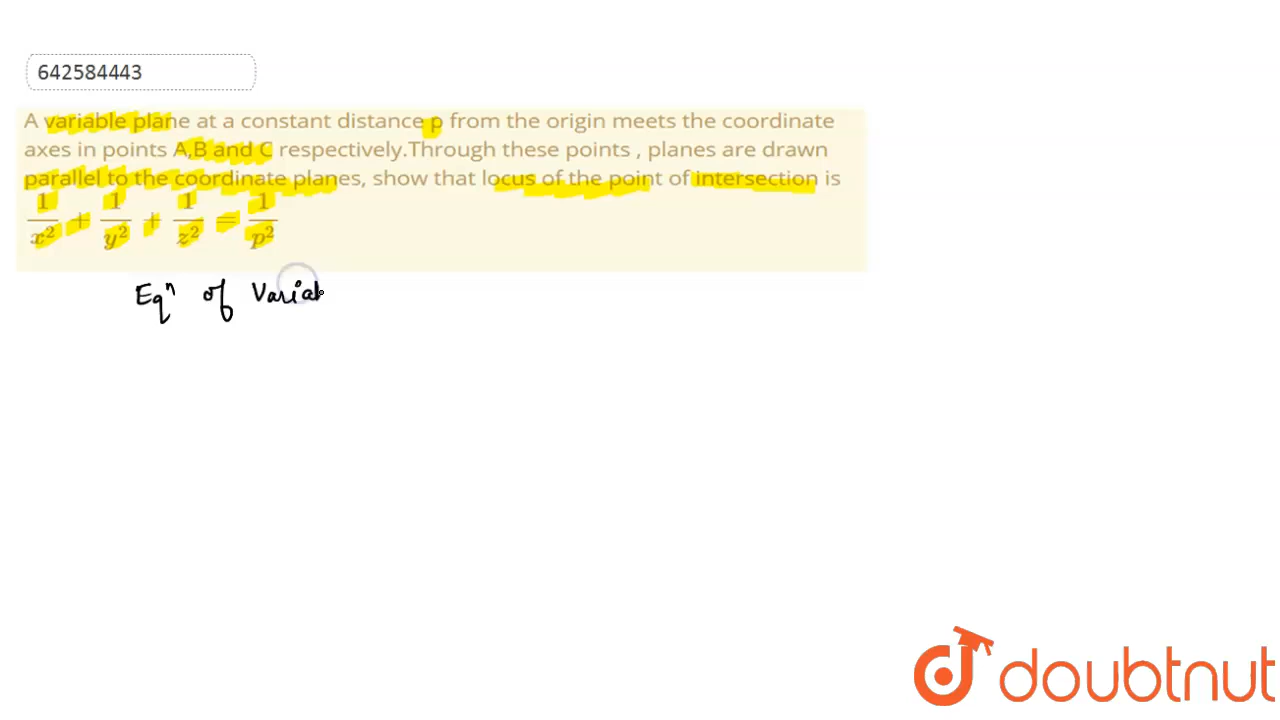 642584443
A variable plane at a constant distance p from the origin meets the coordinate
axes in points A,B and C respectively.Through these points , planes are drawn
parallel to the coordinate planes, show that locus of the point of intersection is
1/x² + 1/y² + 1/z² = 1/p²
Eqⁿ of Variab
doubtnut